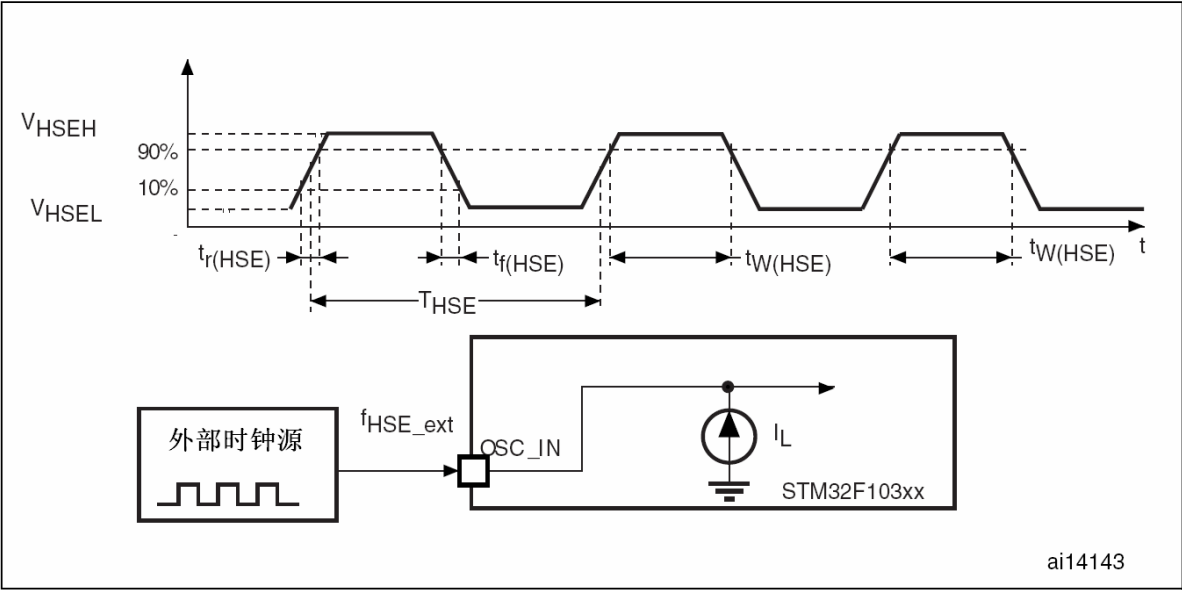 VHSEH
90%
10%
VHSEL
tr(HSE)
tf(HSE)
tW(HSE)
tW(HSE)
t
THSE
外部时钟源
fHSE_ext
OSC_IN
IL
STM32F103xx
ai14143